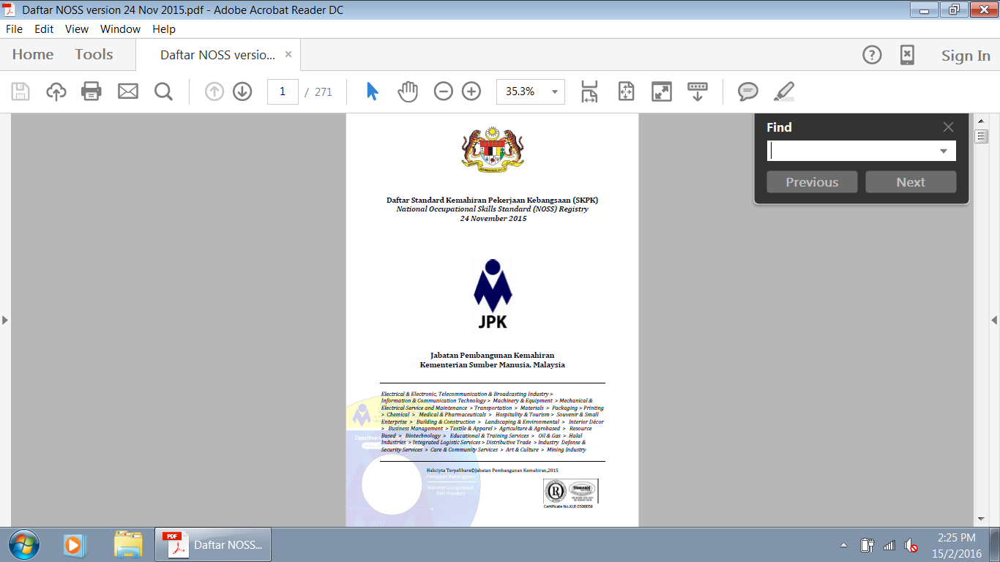 Daftar NOSS version 24 Nov 2015.pdf - Adobe Acrobat Reader DC
File Edit View Window Help
Home Tools Daftar NOSS versio... × Sign In
1 / 271 35.3%
Find
Previous Next
Daftar Standard Kemahiran Pekerjaan Kebangsaan (SKPK)
National Occupational Skills Standard (NOSS) Registry
24 November 2015
JPK
Jabatan Pembangunan Kemahiran
Kementerian Sumber Manusia, Malaysia
Electrical & Electronic, Telecommunication & Broadcasting Industry >
Information & Communication Technology > Machinery & Equipment > Mechanical &
Electrical Service and Maintenance > Transportation > Materials > Packaging > Printing
> Chemical > Medical & Pharmaceuticals > Hospitality & Tourism > Souvenir & Small
Enterprise > Building & Construction > Landscaping & Environmental > Interior Décor
> Business Management > Textile & Apparel > Agriculture & Agrobased > Resource
Based > Biotechnology > Educational & Training Services > Oil & Gas > Halal
Industries > Integrated Logistic Services > Distributive Trade > Industry Defense &
Security Services > Care & Community Services > Art & Culture > Mining Industry
Hakcipta Terpelihara©Jabatan Pembangunan Kemahiran,2015
Pekerjaan Kebangsaan
National Occupational
Skill Standard
Certificate No.XLR 0500058
PDF Daftar NOSS...
2:25 PM
15/2/2016